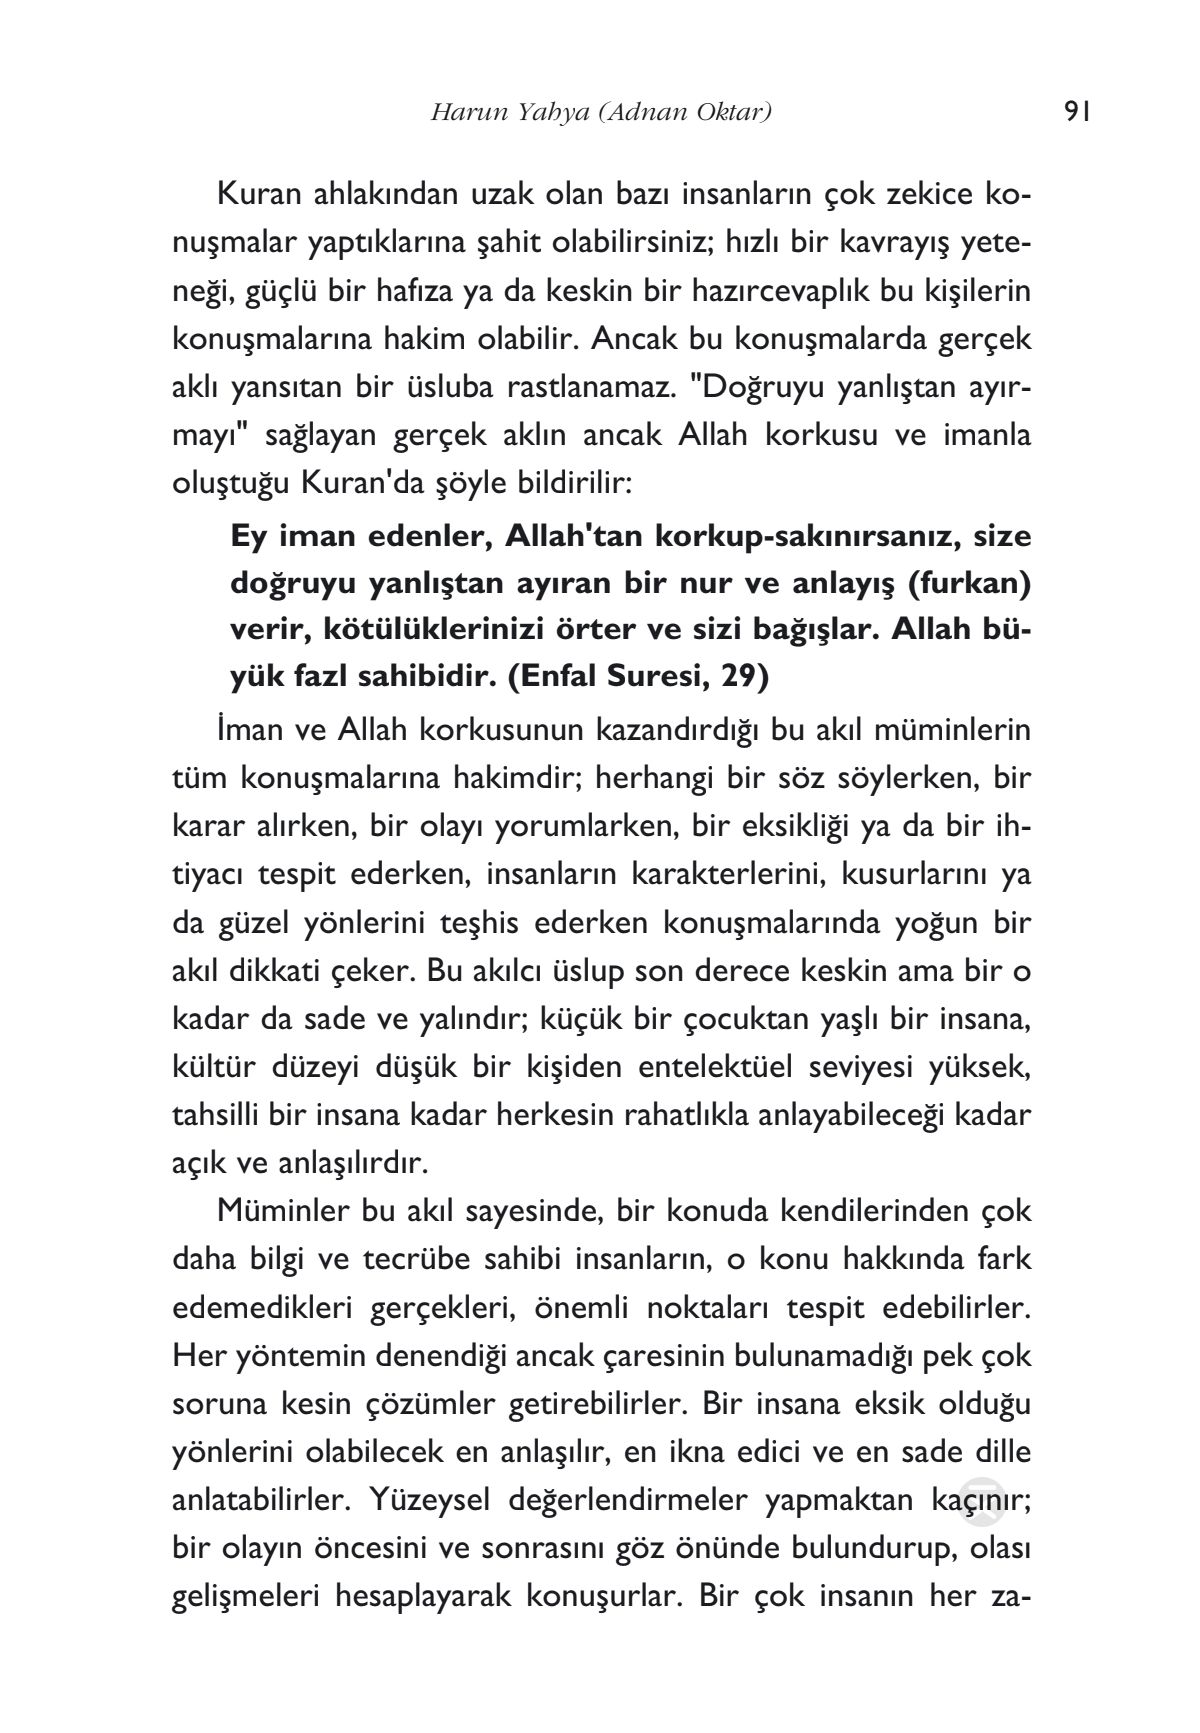 Harun Yahya (Adnan Oktar) 91
Kuran ahlakından uzak olan bazı insanların çok zekice ko-
nuşmalar yaptıklarına şahit olabilirsiniz; hızlı bir kavrayış yete-
neği, güçlü bir hafıza ya da keskin bir hazırcevaplık bu kişilerin
konuşmalarına hakim olabilir. Ancak bu konuşmalarda gerçek
aklı yansıtan bir üsluba rastlanamaz. "Doğruyu yanlıştan ayır-
mayı" sağlayan gerçek aklın ancak Allah korkusu ve imanla
oluştuğu Kuran'da şöyle bildirilir:
Ey iman edenler, Allah'tan korkup-sakınırsanız, size
doğruyu yanlıştan ayıran bir nur ve anlayış (furkan)
verir, kötülüklerinizi örter ve sizi bağışlar. Allah bü-
yük fazl sahibidir. (Enfal Suresi, 29)
İman ve Allah korkusunun kazandırdığı bu akıl müminlerin
tüm konuşmalarına hakimdir; herhangi bir söz söylerken, bir
karar alırken, bir olayı yorumlarken, bir eksikliği ya da bir ih-
tiyacı tespit ederken, insanların karakterlerini, kusurlarını ya
da güzel yönlerini teşhis ederken konuşmalarında yoğun bir
akıl dikkati çeker. Bu akılcı üslup son derece keskin ama bir o
kadar da sade ve yalındır; küçük bir çocuktan yaşlı bir insana,
kültür düzeyi düşük bir kişiden entelektüel seviyesi yüksek,
tahsilli bir insana kadar herkesin rahatlıkla anlayabileceği kadar
açık ve anlaşılırdır.
Müminler bu akıl sayesinde, bir konuda kendilerinden çok
daha bilgi ve tecrübe sahibi insanların, o konu hakkında fark
edemedikleri gerçekleri, önemli noktaları tespit edebilirler.
Her yöntemin denendiği ancak çaresinin bulunamadığı pek çok
soruna kesin çözümler getirebilirler. Bir insana eksik olduğu
yönlerini olabilecek en anlaşılır, en ikna edici ve en sade dille
anlatabilirler. Yüzeysel değerlendirmeler yapmaktan kaçınır;
bir olayın öncesini ve sonrasını göz önünde bulundurup, olası
gelişmeleri hesaplayarak konuşurlar. Bir çok insanın her za-